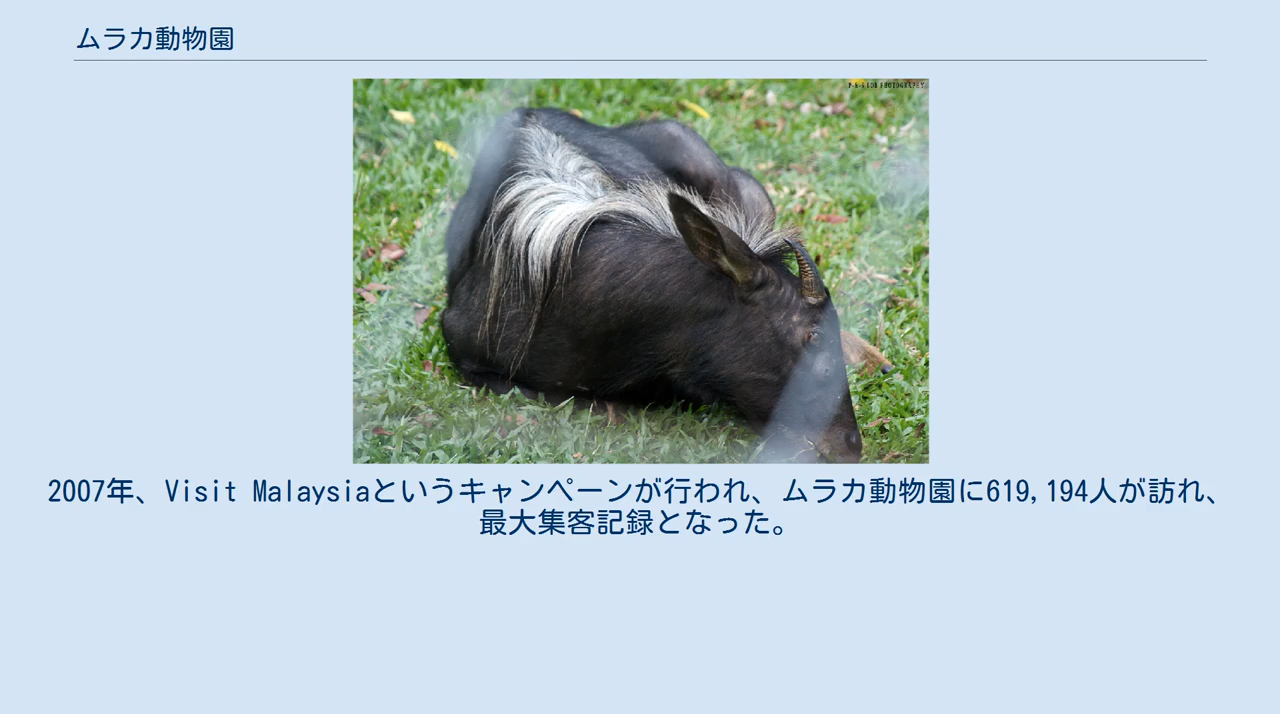 ムラカ動物園
2007年、Visit Malaysiaというキャンペーンが行われ、ムラカ動物園に619,194人が訪れ、
最大集客記録となった。